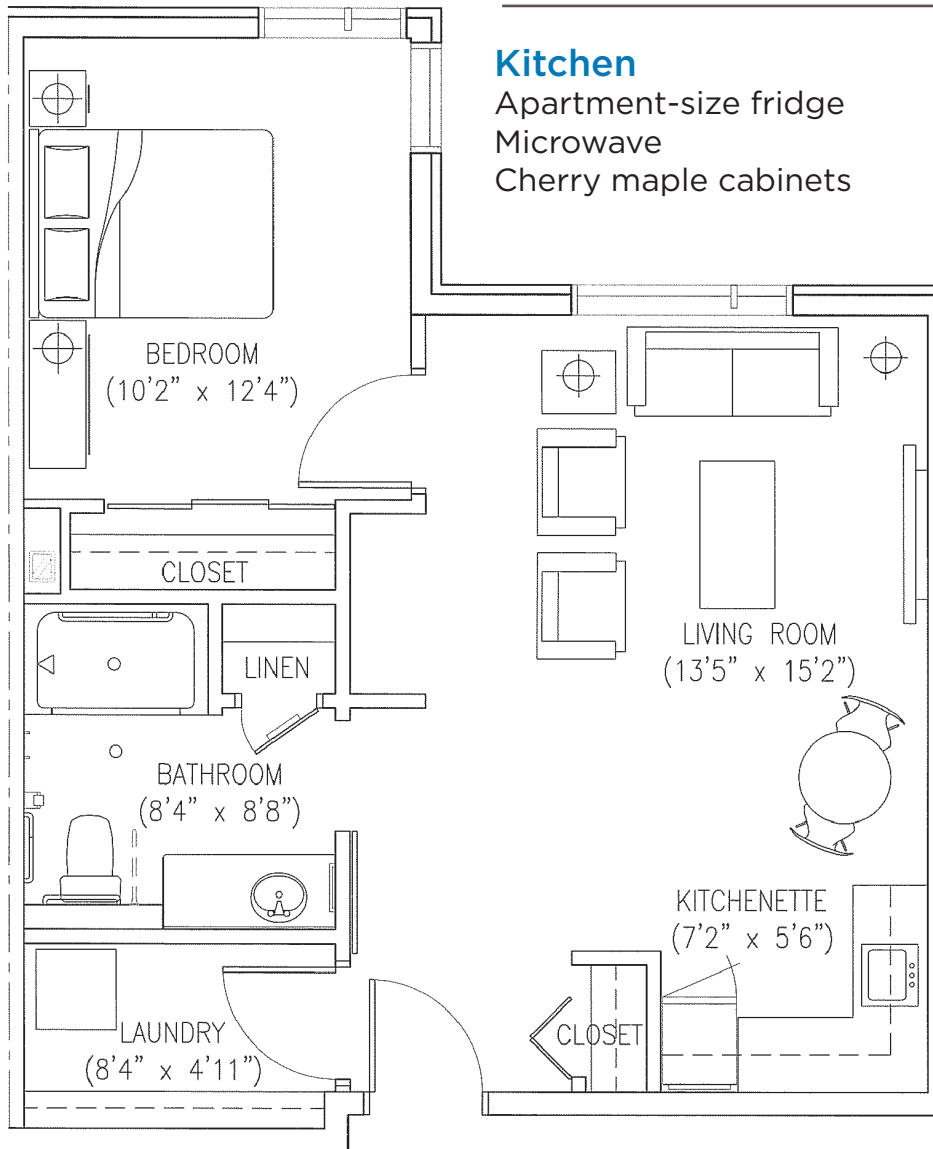 Kitchen
Apartment-size fridge
Microwave
Cherry maple cabinets
BEDROOM
(10’2” x 12’4”)
CLOSET
LINEN
LIVING ROOM
(13’5” x 15’2”)
BATHROOM
(8’4” x 8’8”)
KITCHENETTE
(7’2” x 5’6”)
LAUNDRY
(8’4” x 4’11”)
CLOSET